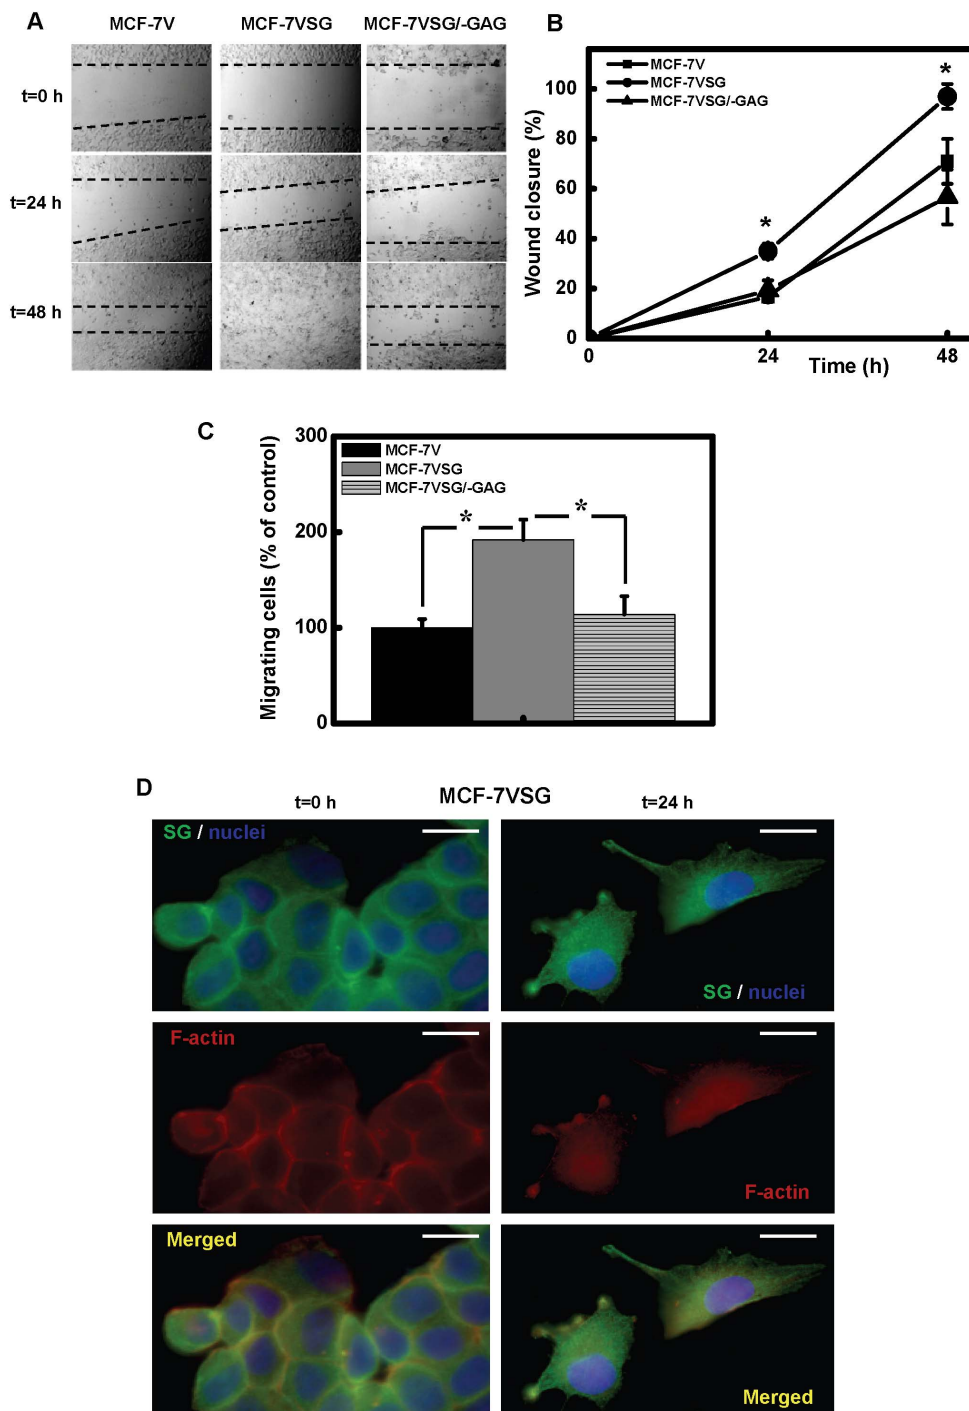 A
MCF-7V MCF-7VSG MCF-7VSG/-GAG
t=0 h
t=24 h
t=48 h
B
MCF-7V
MCF-7VSG
MCF-7VSG/-GAG
Wound closure (%)
100
80
60
40
20
0
* *
0 24 48
Time (h)
C
MCF-7V
MCF-7VSG
MCF-7VSG/-GAG
Migrating cells (% of control)
300
200
100
0
* *
D
MCF-7VSG
t=0 h t=24 h
SG / nuclei
SG / nuclei
F-actin
F-actin
Merged
Merged